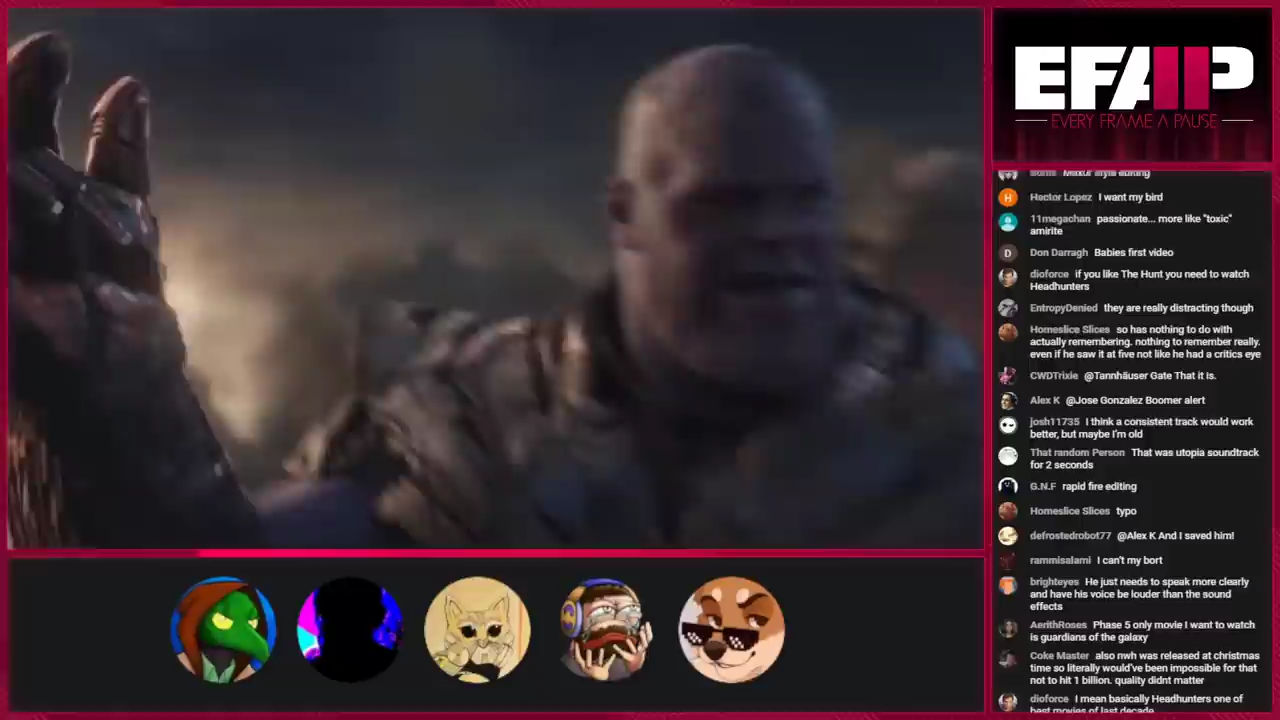 EFAP
EVERY FRAME A PAUSE
Hector Lopez I want my bird
11megachan passionate... more like "toxic"
amirite
D
Don Darragh Babies first video
dioforce if you like The Hunt you need to watch
Headhunters
EntropyDenied they are really distracting though
Homeslice Slices so has nothing to do with
actually remembering. nothing to remember really.
even if he saw it at five not like he had a critics eye
CWDTrixie @Tannhäuser Gate That it is.
Alex K @Jose Gonzalez Boomer alert
josh11735 I think a consistent track would work
better, but maybe I'm old
That random Person That was utopia soundtrack
for 2 seconds
G.N.F rapid fire editing
Homeslice Slices typo
defrostedrobot77 @Alex K And I saved him!
rammisalami I can't my bort
brighteyes He just needs to speak more clearly
and have his voice be louder than the sound
effects
AerithRoses Phase 5 only movie I want to watch
is guardians of the galaxy
Coke Master also nwh was released at christmas
time so literally would've been impossible for that
not to hit 1 billion. quality didnt matter
dioforce I mean basically Headhunters one of
best movies of last decade